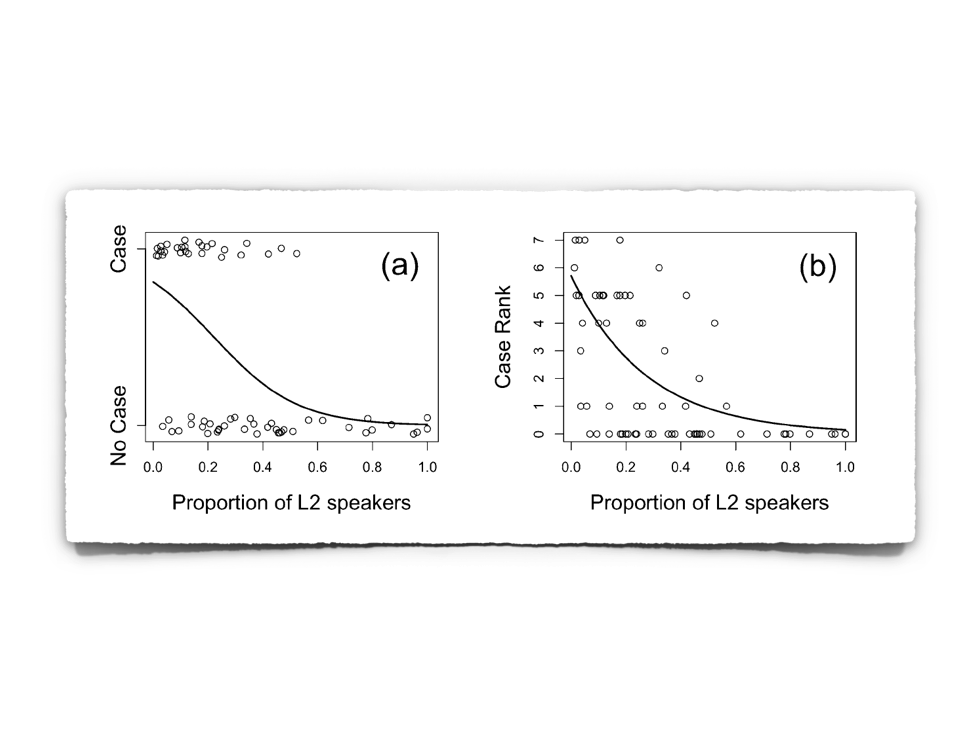 Case
No Case
(a)
0.0 0.2 0.4 0.6 0.8 1.0
Proportion of L2 speakers
Case Rank
7
6
5
4
3
2
1
0
(b)
0.0 0.2 0.4 0.6 0.8 1.0
Proportion of L2 speakers